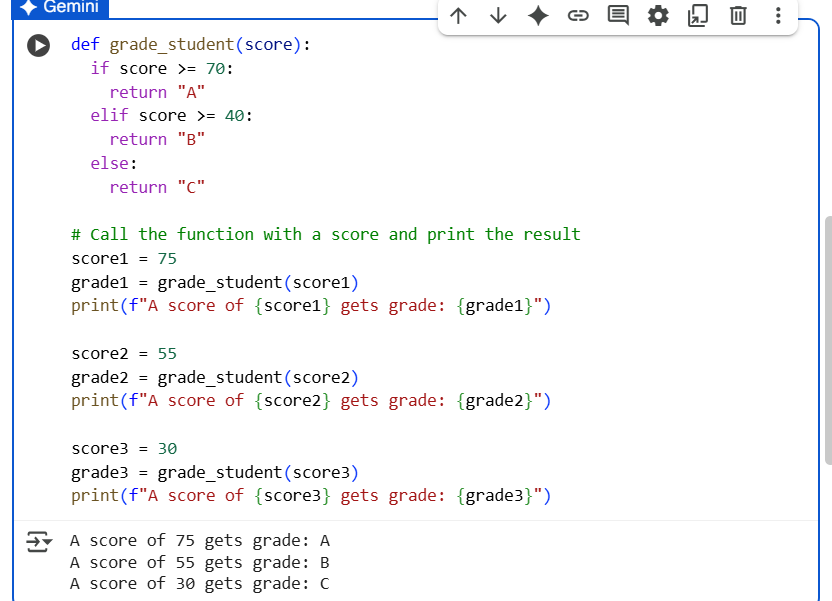 Gemini
def grade_student(score):
  if score >= 70:
    return "A"
  elif score >= 40:
    return "B"
  else:
    return "C"

# Call the function with a score and print the result
score1 = 75
grade1 = grade_student(score1)
print(f"A score of {score1} gets grade: {grade1}")

score2 = 55
grade2 = grade_student(score2)
print(f"A score of {score2} gets grade: {grade2}")

score3 = 30
grade3 = grade_student(score3)
print(f"A score of {score3} gets grade: {grade3}")

A score of 75 gets grade: A
A score of 55 gets grade: B
A score of 30 gets grade: C